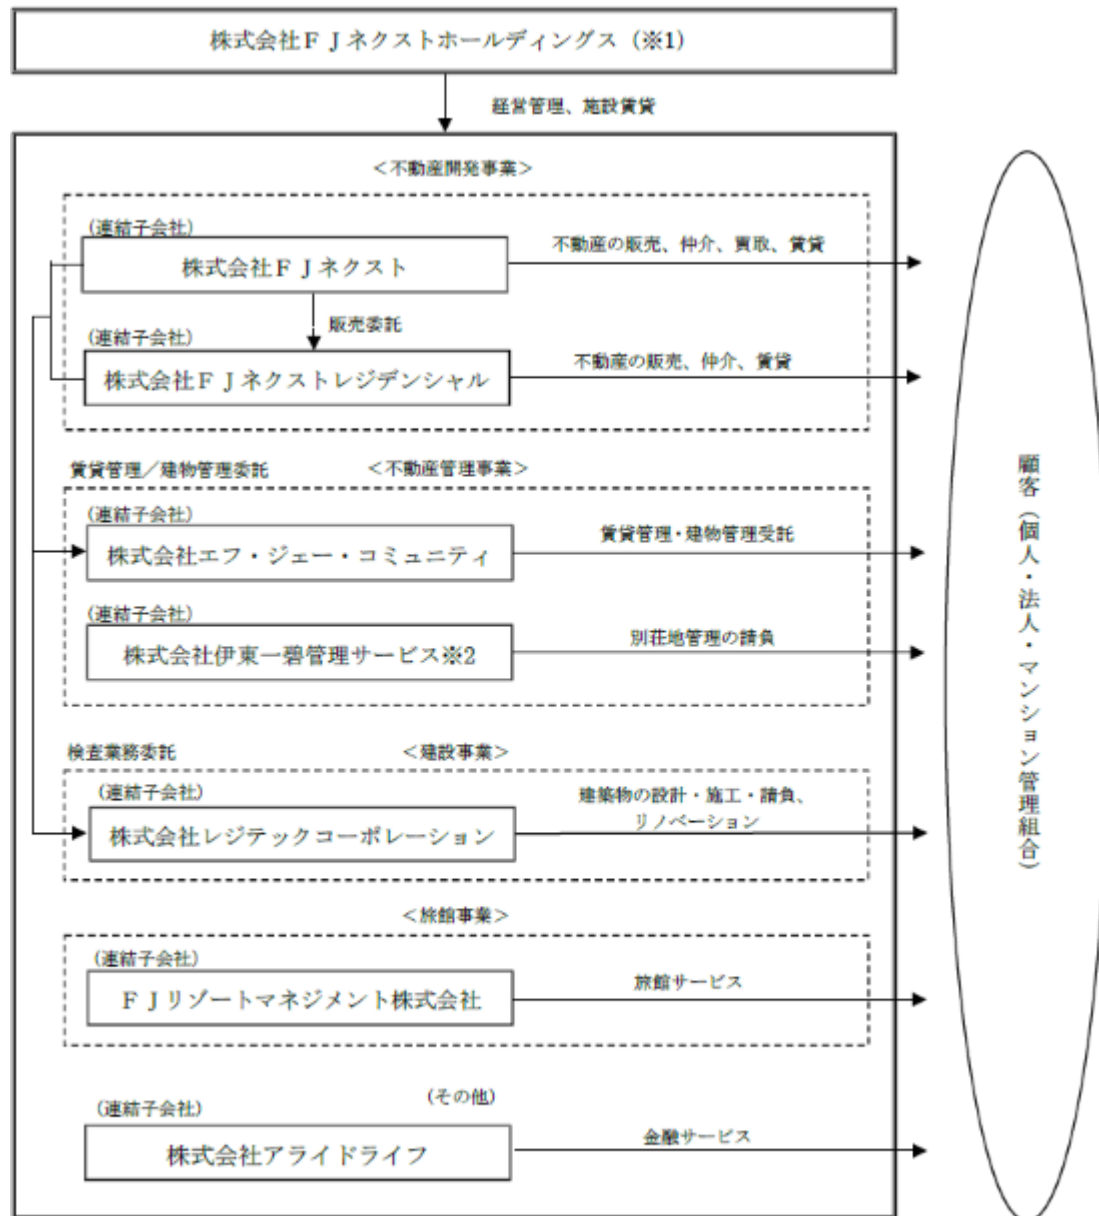 株式会社ＦＪネクストホールディングス（※1）
経営管理、施設賃貸
＜不動産開発事業＞
(連結子会社)
株式会社ＦＪネクスト
不動産の販売、仲介、買取、賃貸
販売委託
(連結子会社)
株式会社ＦＪネクストレジデンシャル
不動産の販売、仲介、賃貸
賃貸管理／建物管理委託
＜不動産管理事業＞
(連結子会社)
株式会社エフ・ジェー・コミュニティ
賃貸管理・建物管理受託
(連結子会社)
株式会社伊東一碧管理サービス※2
別荘地管理の請負
検査業務委託
＜建設事業＞
(連結子会社)
株式会社レジテックコーポレーション
建築物の設計・施工・請負、
リノベーション
＜旅館事業＞
(連結子会社)
ＦＪリゾートマネジメント株式会社
旅館サービス
(その他)
(連結子会社)
株式会社アライドライフ
金融サービス
顧客（個人・法人・マンション管理組合）